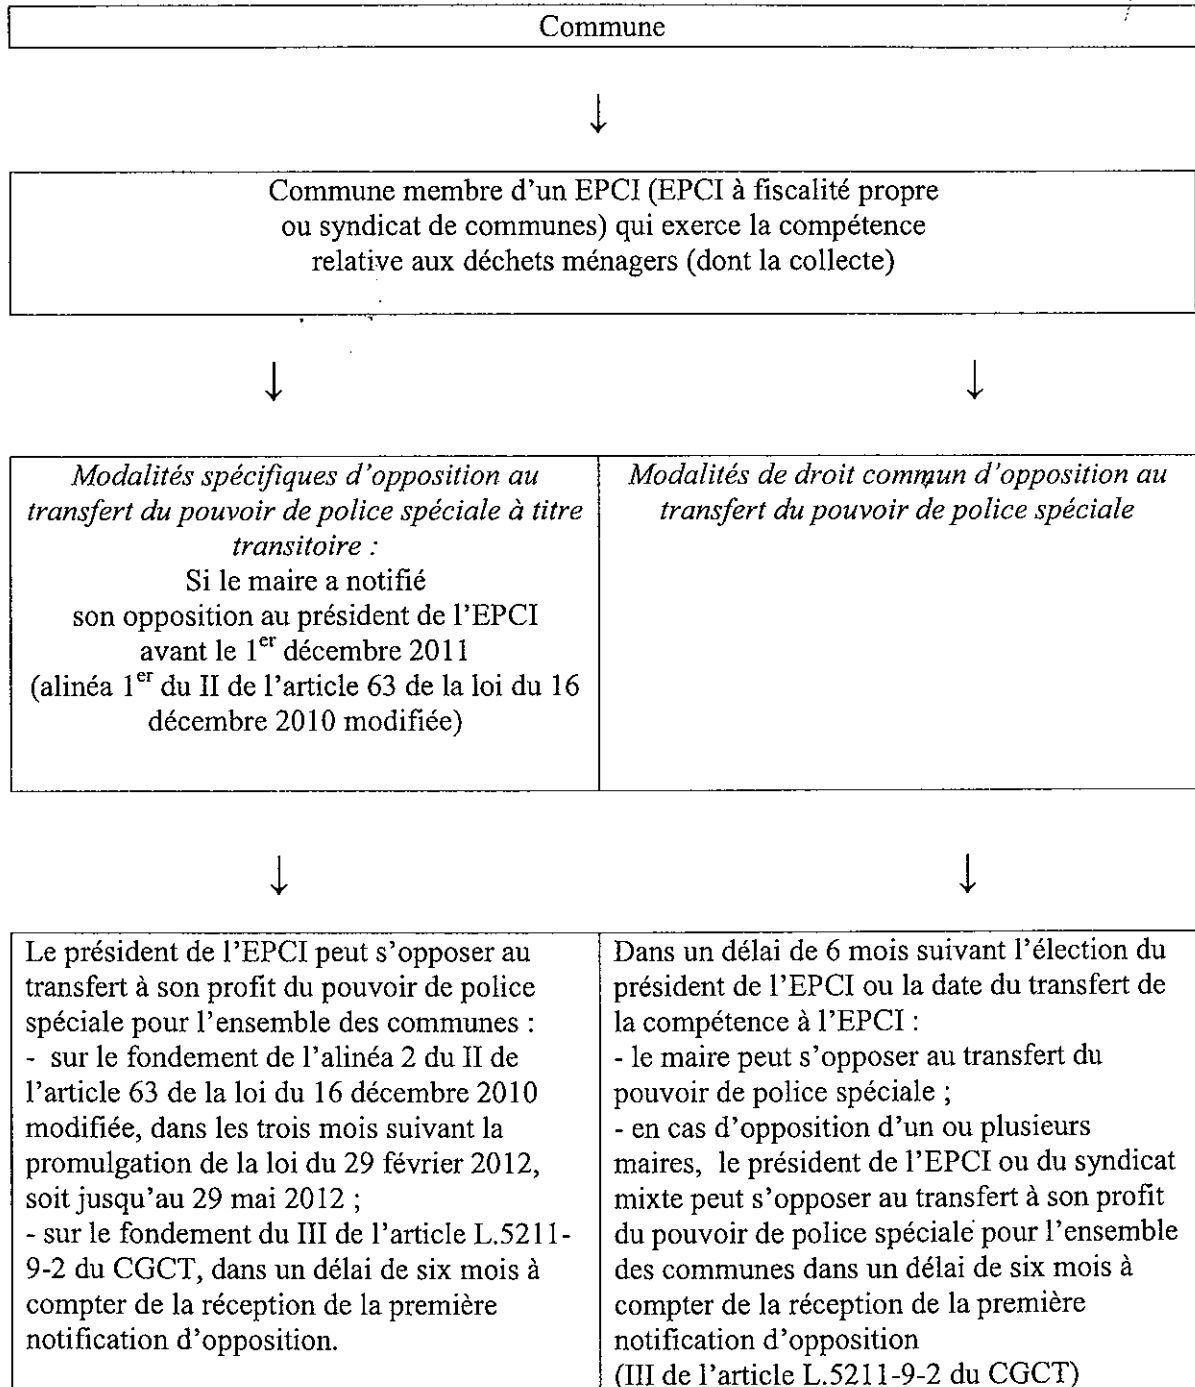 Commune
↓
Commune membre d'un EPCI (EPCI à fiscalité propre
ou syndicat de communes) qui exerce la compétence
relative aux déchets ménagers (dont la collecte)
↓ ↓
Modalités spécifiques d'opposition au
transfert du pouvoir de police spéciale à titre
transitoire :
Si le maire a notifié
son opposition au président de l'EPCI
avant le 1er décembre 2011
(alinéa 1er du II de l'article 63 de la loi du 16
décembre 2010 modifiée)
Modalités de droit commun d'opposition au
transfert du pouvoir de police spéciale
↓ ↓
Le président de l'EPCI peut s'opposer au
transfert à son profit du pouvoir de police
spéciale pour l'ensemble des communes :
- sur le fondement de l'alinéa 2 du II de
l'article 63 de la loi du 16 décembre 2010
modifiée, dans les trois mois suivant la
promulgation de la loi du 29 février 2012,
soit jusqu'au 29 mai 2012 ;
- sur le fondement du III de l'article L.5211-
9-2 du CGCT, dans un délai de six mois à
compter de la réception de la première
notification d'opposition.
Dans un délai de 6 mois suivant l'élection du
président de l'EPCI ou la date du transfert de
la compétence à l'EPCI :
- le maire peut s'opposer au transfert du
pouvoir de police spéciale ;
- en cas d'opposition d'un ou plusieurs
maires, le président de l'EPCI ou du syndicat
mixte peut s'opposer au transfert à son profit
du pouvoir de police spéciale pour l'ensemble
des communes dans un délai de six mois à
compter de la réception de la première
notification d'opposition
(III de l'article L.5211-9-2 du CGCT)